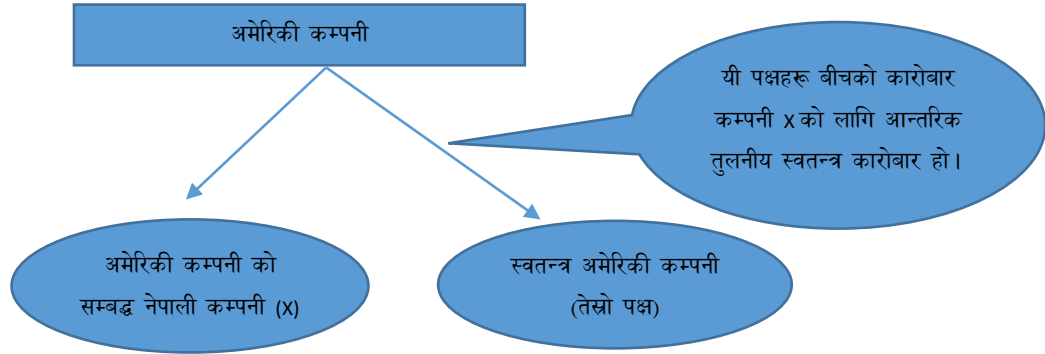 अमेरिकी कम्पनी
यी पक्षहरू बीचको कारोबार
कम्पनी X को लागि आन्तरिक
तुलनीय स्वतन्त्र कारोबार हो।
अमेरिकी कम्पनी को
सम्बद्ध नेपाली कम्पनी (X)
स्वतन्त्र अमेरिकी कम्पनी
(तेस्रो पक्ष)